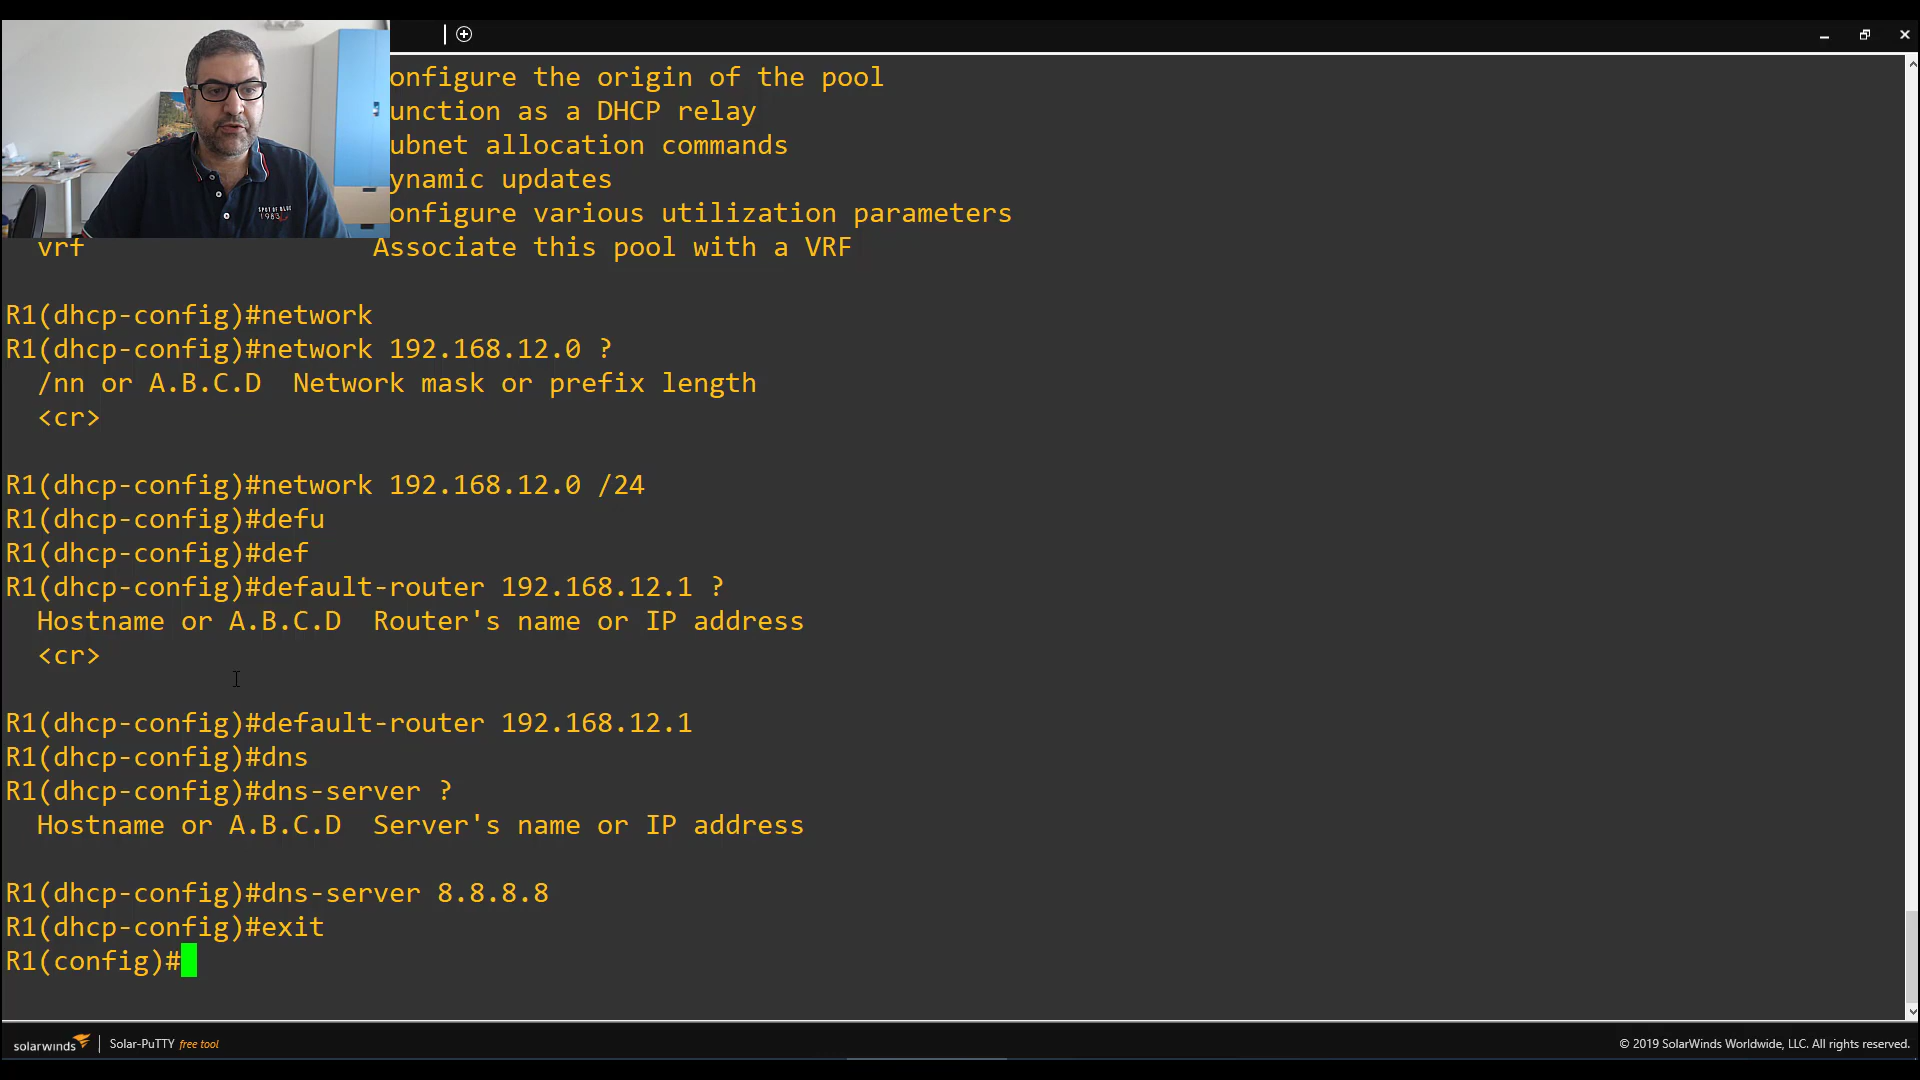 onfigure the origin of the pool
unction as a DHCP relay
ubnet allocation commands
ynamic updates
onfigure various utilization parameters
vrf Associate this pool with a VRF
R1(dhcp-config)#network
R1(dhcp-config)#network 192.168.12.0 ?
/nn or A.B.C.D Network mask or prefix length
<cr>
R1(dhcp-config)#network 192.168.12.0 /24
R1(dhcp-config)#defu
R1(dhcp-config)#def
R1(dhcp-config)#default-router 192.168.12.1 ?
Hostname or A.B.C.D Router's name or IP address
<cr>
R1(dhcp-config)#default-router 192.168.12.1
R1(dhcp-config)#dns
R1(dhcp-config)#dns-server ?
Hostname or A.B.C.D Server's name or IP address
R1(dhcp-config)#dns-server 8.8.8.8
R1(dhcp-config)#exit
R1(config)#
SPOT OF BLUE
1983
solarwinds | Solar-PuTTY free tool
© 2019 SolarWinds Worldwide, LLC. All rights reserved.